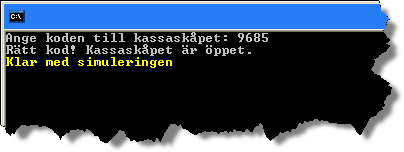 C:\
Ange koden till kassaskåpet: 9685
Rätt kod! Kassaskåpet är öppet.
Klar med simuleringen